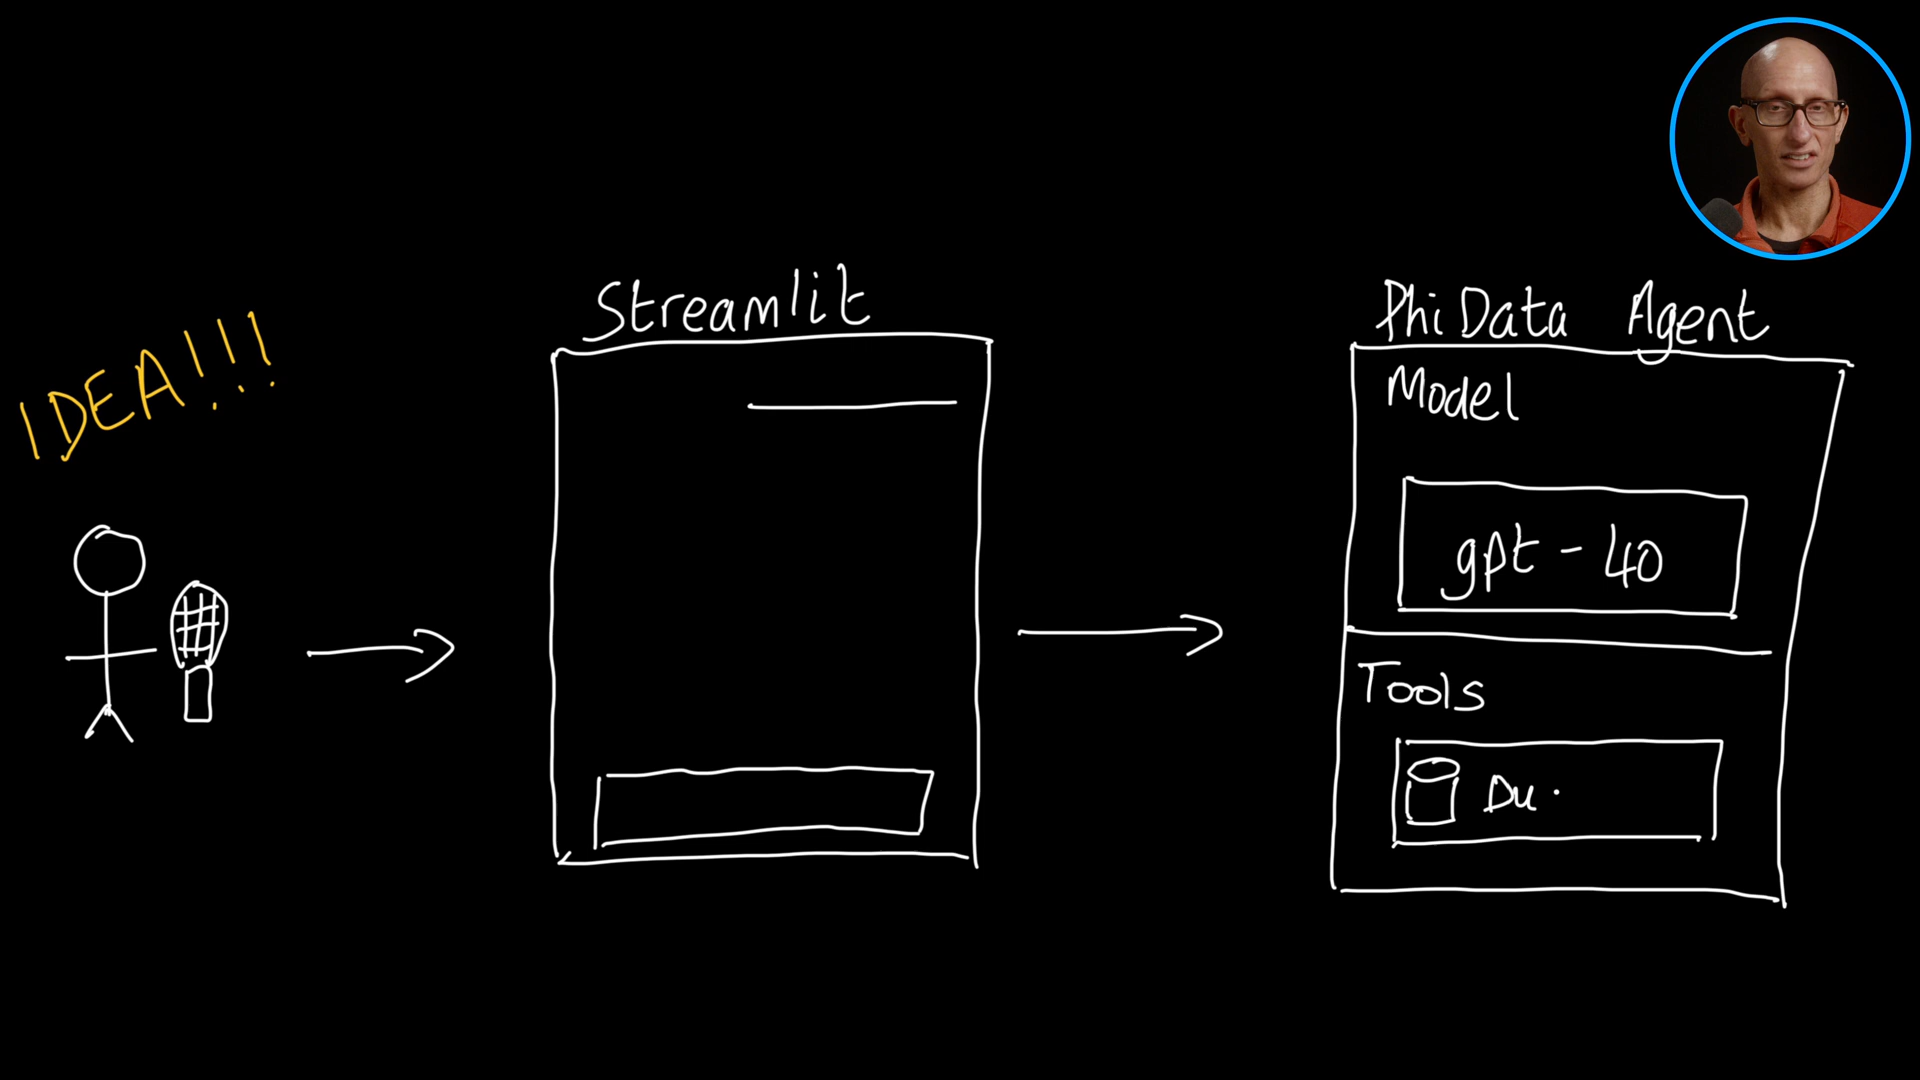 IDEA!!!
Streamlit
PhiData Agent
Model
gpt-4o
Tools
Du